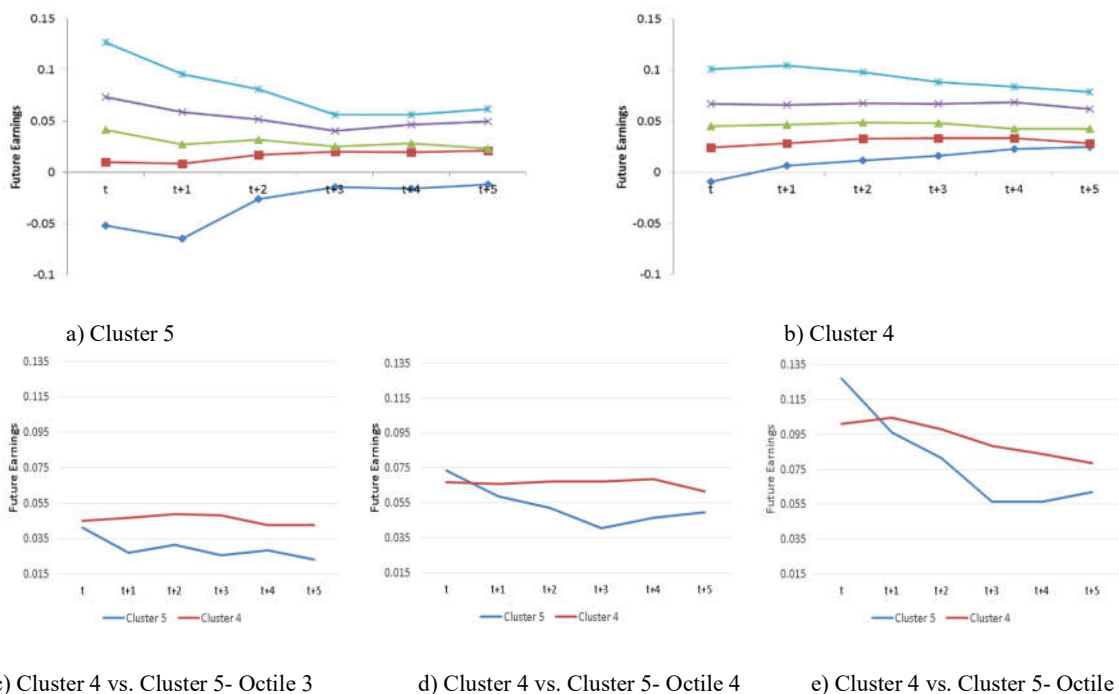 0.15
0.1
0.05
0
-0.05
-0.1
Future Earnings
t t+1 t+2 t+3 t+4 t+5
a) Cluster 5
0.15
0.1
0.05
0
-0.05
-0.1
Future Earnings
t t+1 t+2 t+3 t+4 t+5
b) Cluster 4
0.135
0.115
0.095
0.075
0.055
0.035
0.015
Future Earnings
t t+1 t+2 t+3 t+4 t+5
Cluster 5 Cluster 4
) Cluster 4 vs. Cluster 5- Octile 3
0.135
0.115
0.095
0.075
0.055
0.035
0.015
Future Earnings
t t+1 t+2 t+3 t+4 t+5
Cluster 5 Cluster 4
d) Cluster 4 vs. Cluster 5- Octile 4
0.135
0.115
0.095
0.075
0.055
0.035
0.015
Future Earnings
t t+1 t+2 t+3 t+4 t+5
Cluster 5 Cluster 4
e) Cluster 4 vs. Cluster 5- Octile